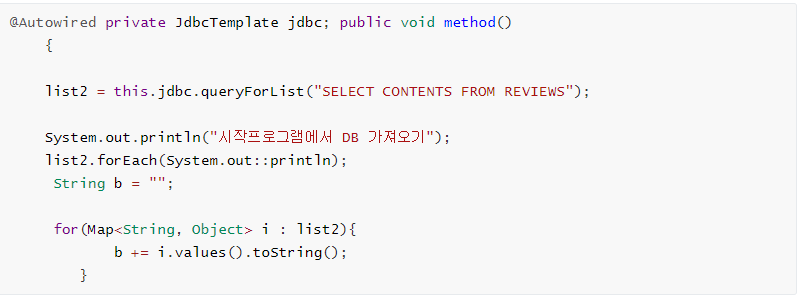 @Autowired private JdbcTemplate jdbc; public void method()
{
list2 = this.jdbc.queryForList("SELECT CONTENTS FROM REVIEWS");
System.out.println("시작프로그램에서 DB 가져오기");
list2.forEach(System.out::println);
String b = "";
for(Map<String, Object> i : list2){
b += i.values().toString();
}